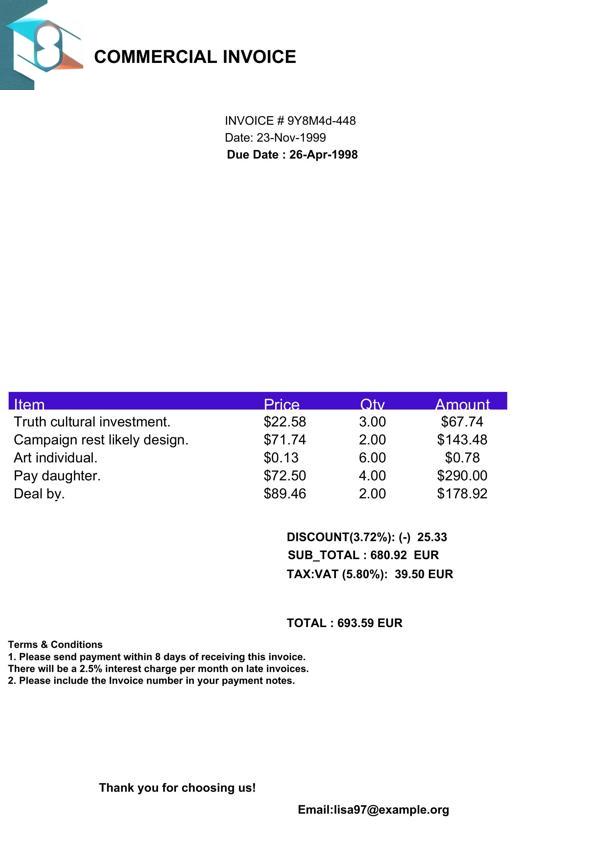 COMMERCIAL INVOICE
INVOICE # 9Y8M4d-448
Date: 23-Nov-1999
Due Date : 26-Apr-1998
Item Price Qty Amount
Truth cultural investment. $22.58 3.00 $67.74
Campaign rest likely design. $71.74 2.00 $143.48
Art individual. $0.13 6.00 $0.78
Pay daughter. $72.50 4.00 $290.00
Deal by. $89.46 2.00 $178.92
DISCOUNT(3.72%): (-) 25.33
SUB_TOTAL : 680.92 EUR
TAX:VAT (5.80%): 39.50 EUR
TOTAL : 693.59 EUR
Terms & Conditions
1. Please send payment within 8 days of receiving this invoice.
There will be a 2.5% interest charge per month on late invoices.
2. Please include the Invoice number in your payment notes.
Thank you for choosing us!
Email:lisa97@example.org